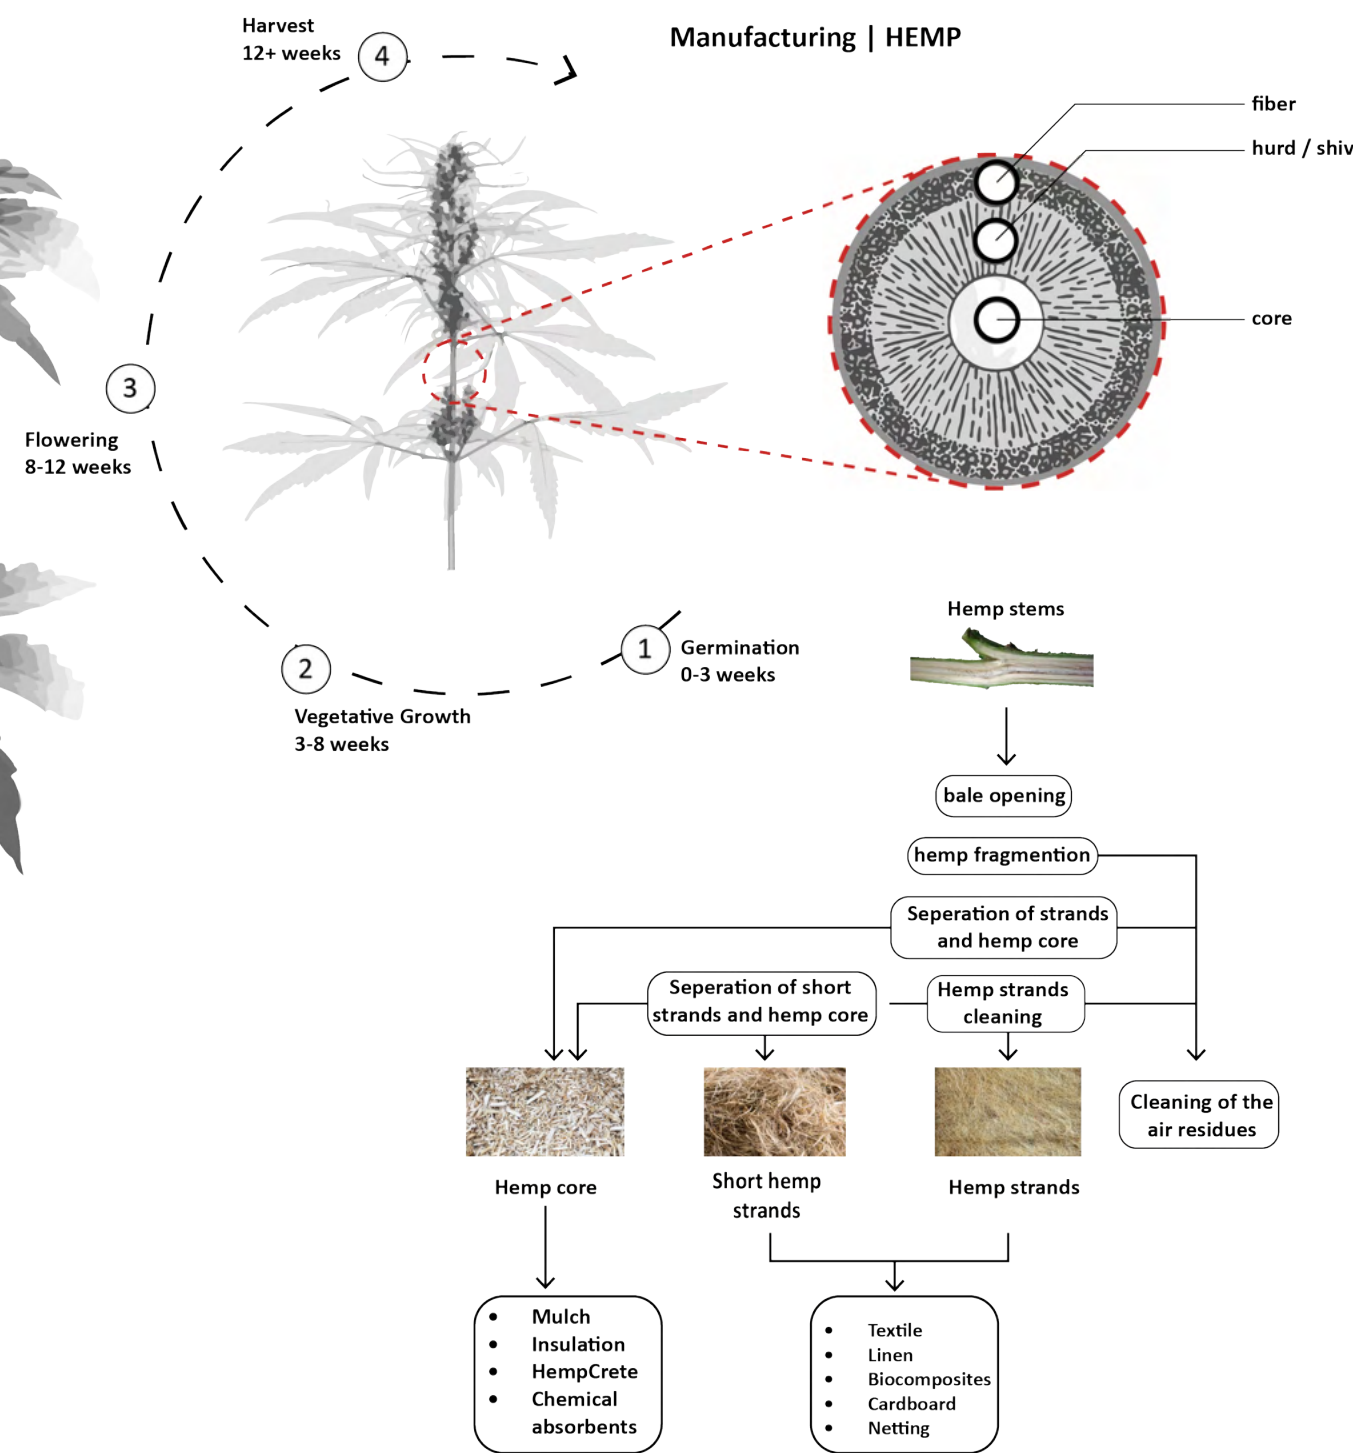 Manufacturing | HEMP
Harvest
12+ weeks
4
fiber
hurd / shiv
core
3
Flowering
8-12 weeks
1
Germination
0-3 weeks
2
Vegetative Growth
3-8 weeks
Hemp stems
bale opening
hemp fragmention
Seperation of strands
and hemp core
Seperation of short
strands and hemp core
Hemp strands
cleaning
Cleaning of the
air residues
Hemp core
Short hemp
strands
Hemp strands
• Mulch
• Insulation
• HempCrete
• Chemical
absorbents
• Textile
• Linen
• Biocomposites
• Cardboard
• Netting